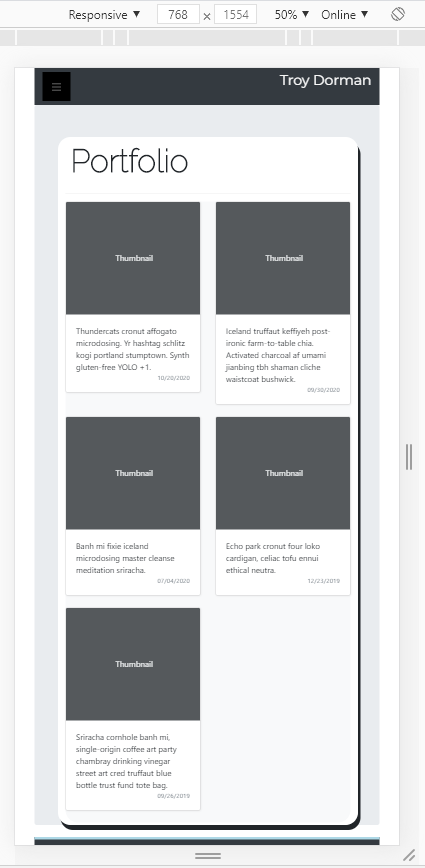 Responsive ▼ 768 × 1554 50% ▼ Online ▼
Troy Dorman
Portfolio
Thumbnail
Thundercats cronut affogato
microdosing. Yr hashtag schlitz
kogi portland stumptown. Synth
gluten-free YOLO +1.
10/20/2020
Thumbnail
Iceland truffaut keffiyeh post-
ironic farm-to-table chia.
Activated charcoal af umami
jianbing tbh shaman cliche
waistcoat bushwick.
09/30/2020
Thumbnail
Banh mi fixie iceland
microdosing master cleanse
meditation sriracha.
07/04/2020
Thumbnail
Echo park cronut four loko
cardigan, celiac tofu ennui
ethical neutra.
12/23/2019
Thumbnail
Sriracha cornhole banh mi,
single-origin coffee art party
chambray drinking vinegar
street art cred truffaut blue
bottle trust fund tote bag.
09/26/2019